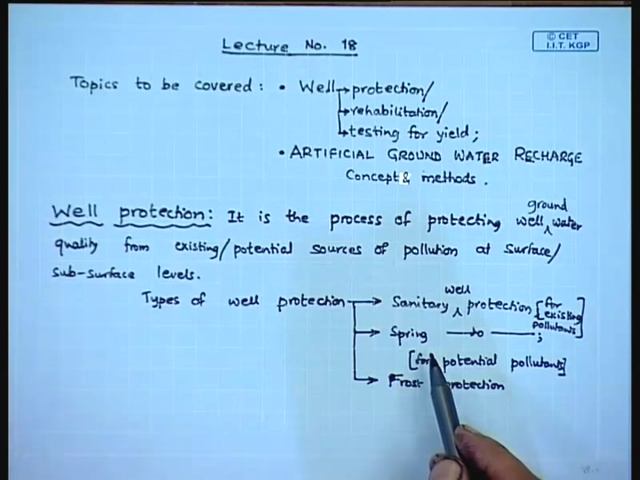 Lecture No. 18
© CET
I.I.T. KGP
Topics to be covered : • Well → protection/
→ rehabilitation/
→ testing for yield ;
• ARTIFICIAL GROUND WATER RECHARGE
Concept & methods .
ground
Well protection: It is the process of protecting well ^ water
quality from existing/potential sources of pollution at surface/
sub-surface levels.
well
Types of well protection → Sanitary ^ protection [for existing pollutants]
→ Spring —do— ;
[for potential pollutants]
→ Frost protection